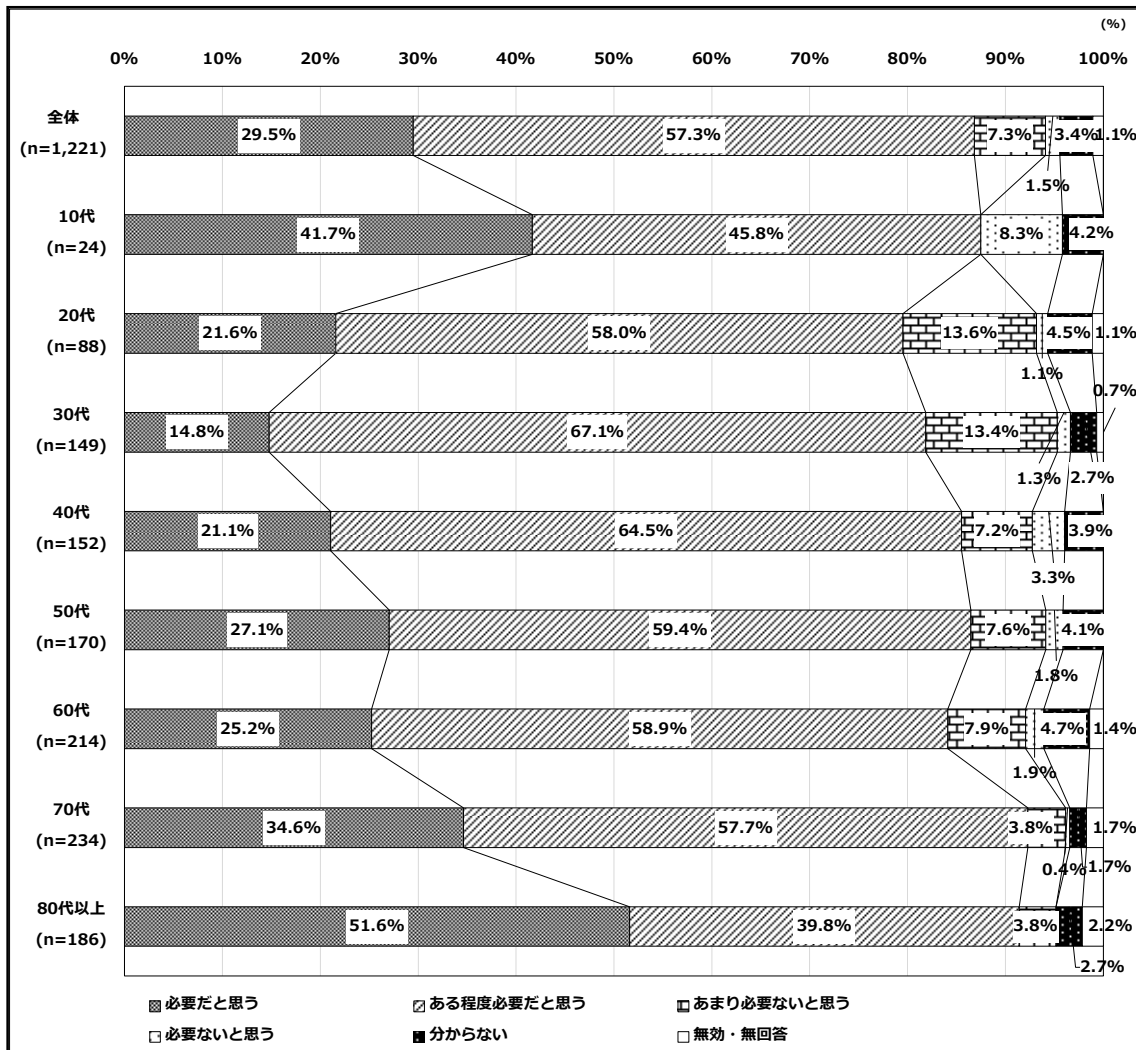 (%)
0% 10% 20% 30% 40% 50% 60% 70% 80% 90% 100%
全体
(n=1,221)
29.5% 57.3% 7.3% 3.4% 1.1%
1.5%
10代
(n=24)
41.7% 45.8% 8.3% 4.2%
20代
(n=88)
21.6% 58.0% 13.6% 4.5% 1.1%
1.1%
0.7%
30代
(n=149)
14.8% 67.1% 13.4%
1.3% 2.7%
40代
(n=152)
21.1% 64.5% 7.2% 3.9%
3.3%
50代
(n=170)
27.1% 59.4% 7.6% 4.1%
1.8%
60代
(n=214)
25.2% 58.9% 7.9% 4.7% 1.4%
1.9%
70代
(n=234)
34.6% 57.7% 3.8% 1.7%
0.4% 1.7%
80代以上
(n=186)
51.6% 39.8% 3.8% 2.2%
2.7%
必要だと思う ある程度必要だと思う あまり必要ないと思う
必要ないと思う 分からない 無効・無回答